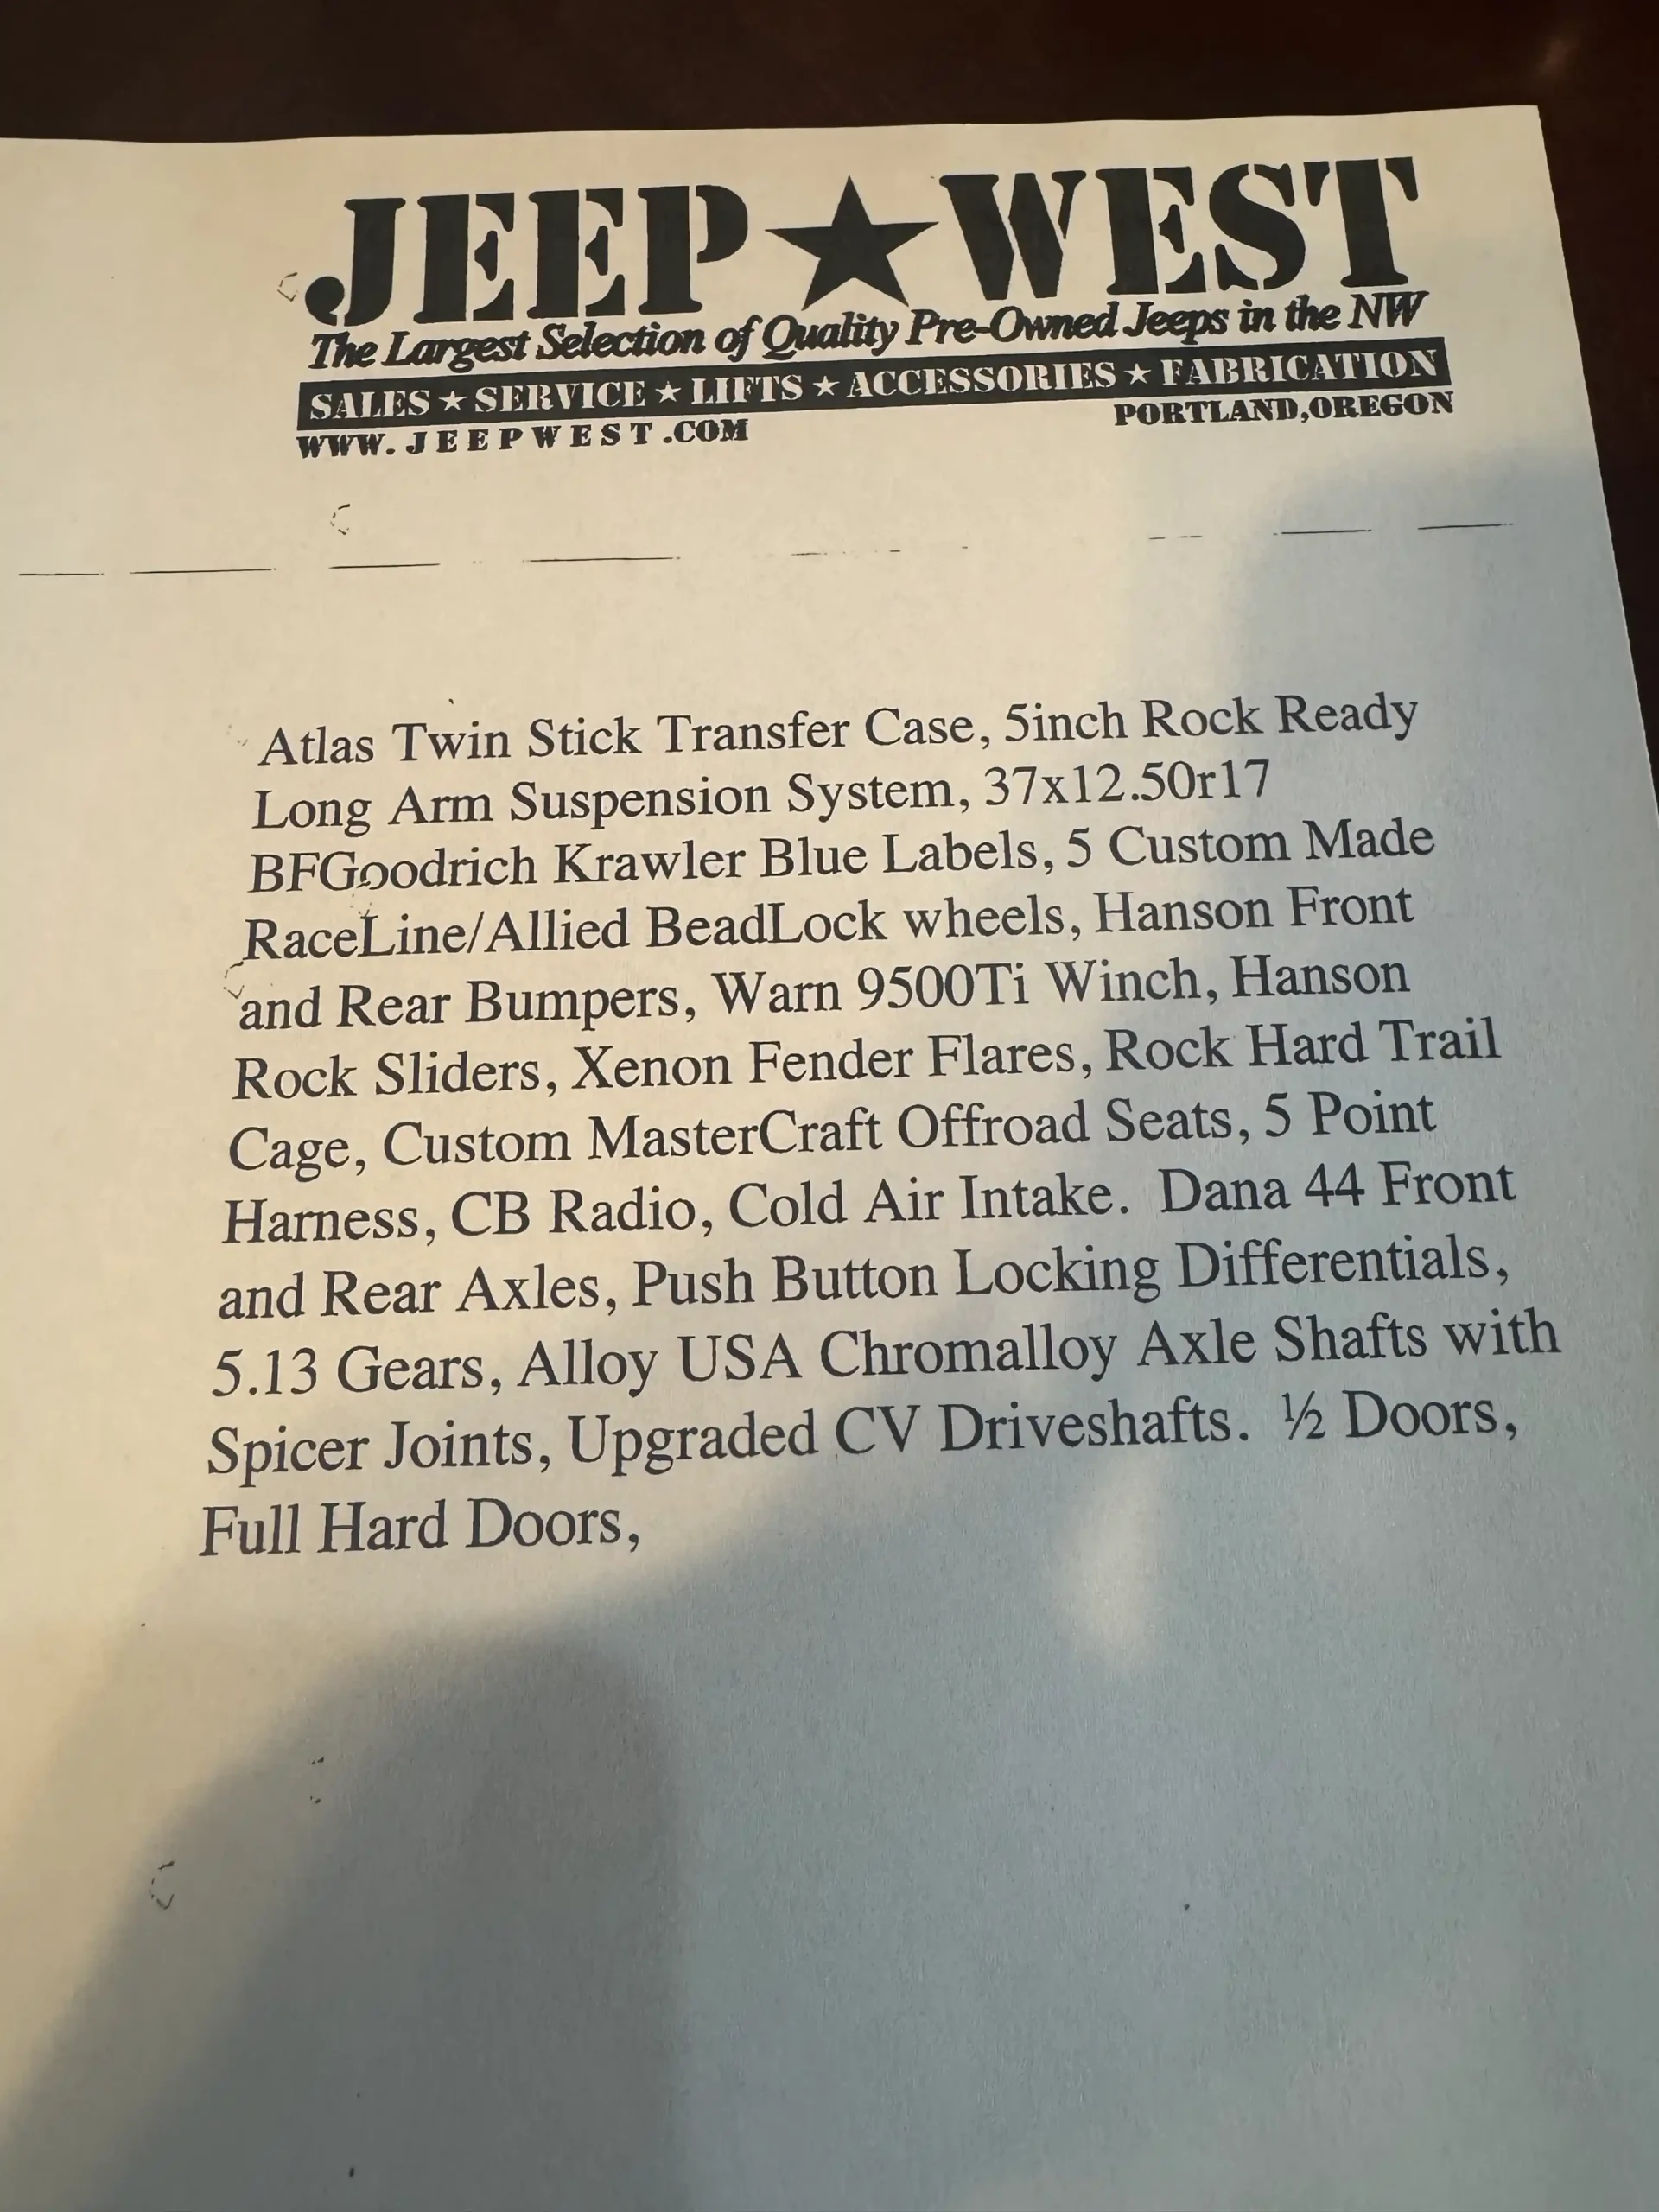 JEEP★WEST
The Largest Selection of Quality Pre-Owned Jeeps in the NW
SALES ★ SERVICE ★ LIFTS ★ ACCESSORIES ★ FABRICATION
WWW.JEEPWEST.COM PORTLAND,OREGON
Atlas Twin Stick Transfer Case, 5inch Rock Ready
Long Arm Suspension System, 37x12.50r17
BFGoodrich Krawler Blue Labels, 5 Custom Made
RaceLine/Allied BeadLock wheels, Hanson Front
and Rear Bumpers, Warn 9500Ti Winch, Hanson
Rock Sliders, Xenon Fender Flares, Rock Hard Trail
Cage, Custom MasterCraft Offroad Seats, 5 Point
Harness, CB Radio, Cold Air Intake.  Dana 44 Front
and Rear Axles, Push Button Locking Differentials,
5.13 Gears, Alloy USA Chromalloy Axle Shafts with
Spicer Joints, Upgraded CV Driveshafts.  ½ Doors,
Full Hard Doors,